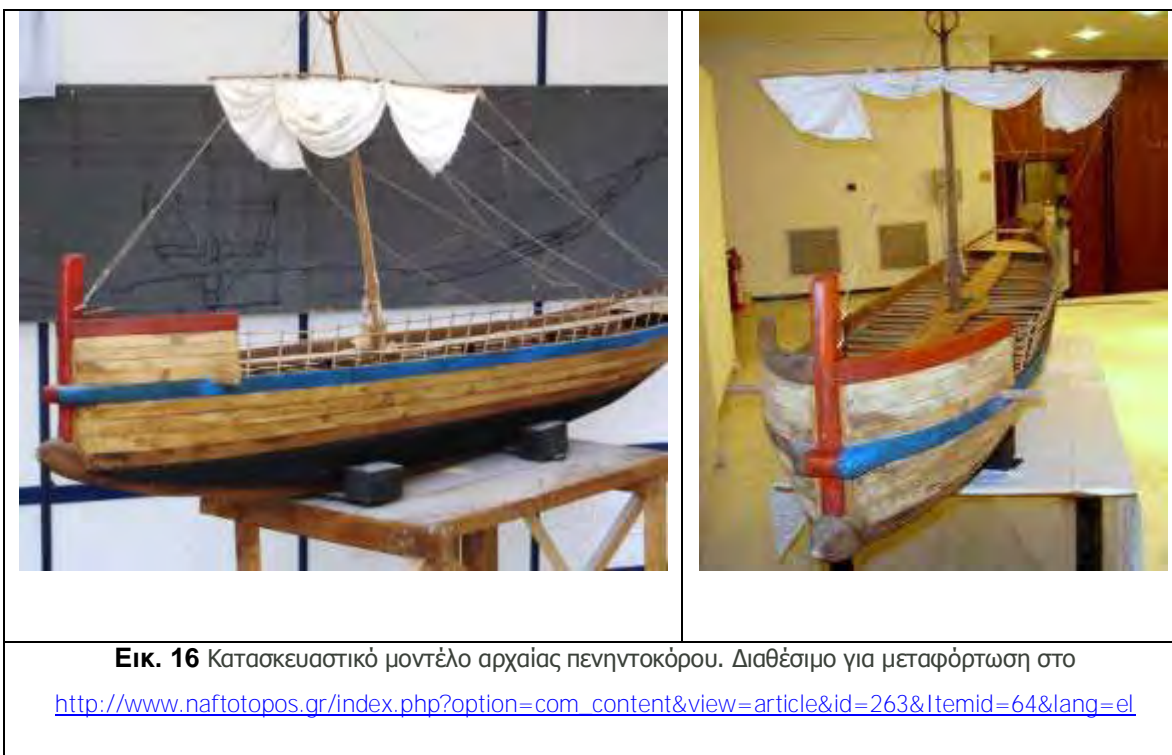 Εικ. 16 Κατασκευαστικό μοντέλο αρχαίας πενηντοκόρου. Διαθέσιμο για μεταφόρτωση στο
http://www.naftotopos.gr/index.php?option=com_content&view=article&id=263&Itemid=64&lang=el